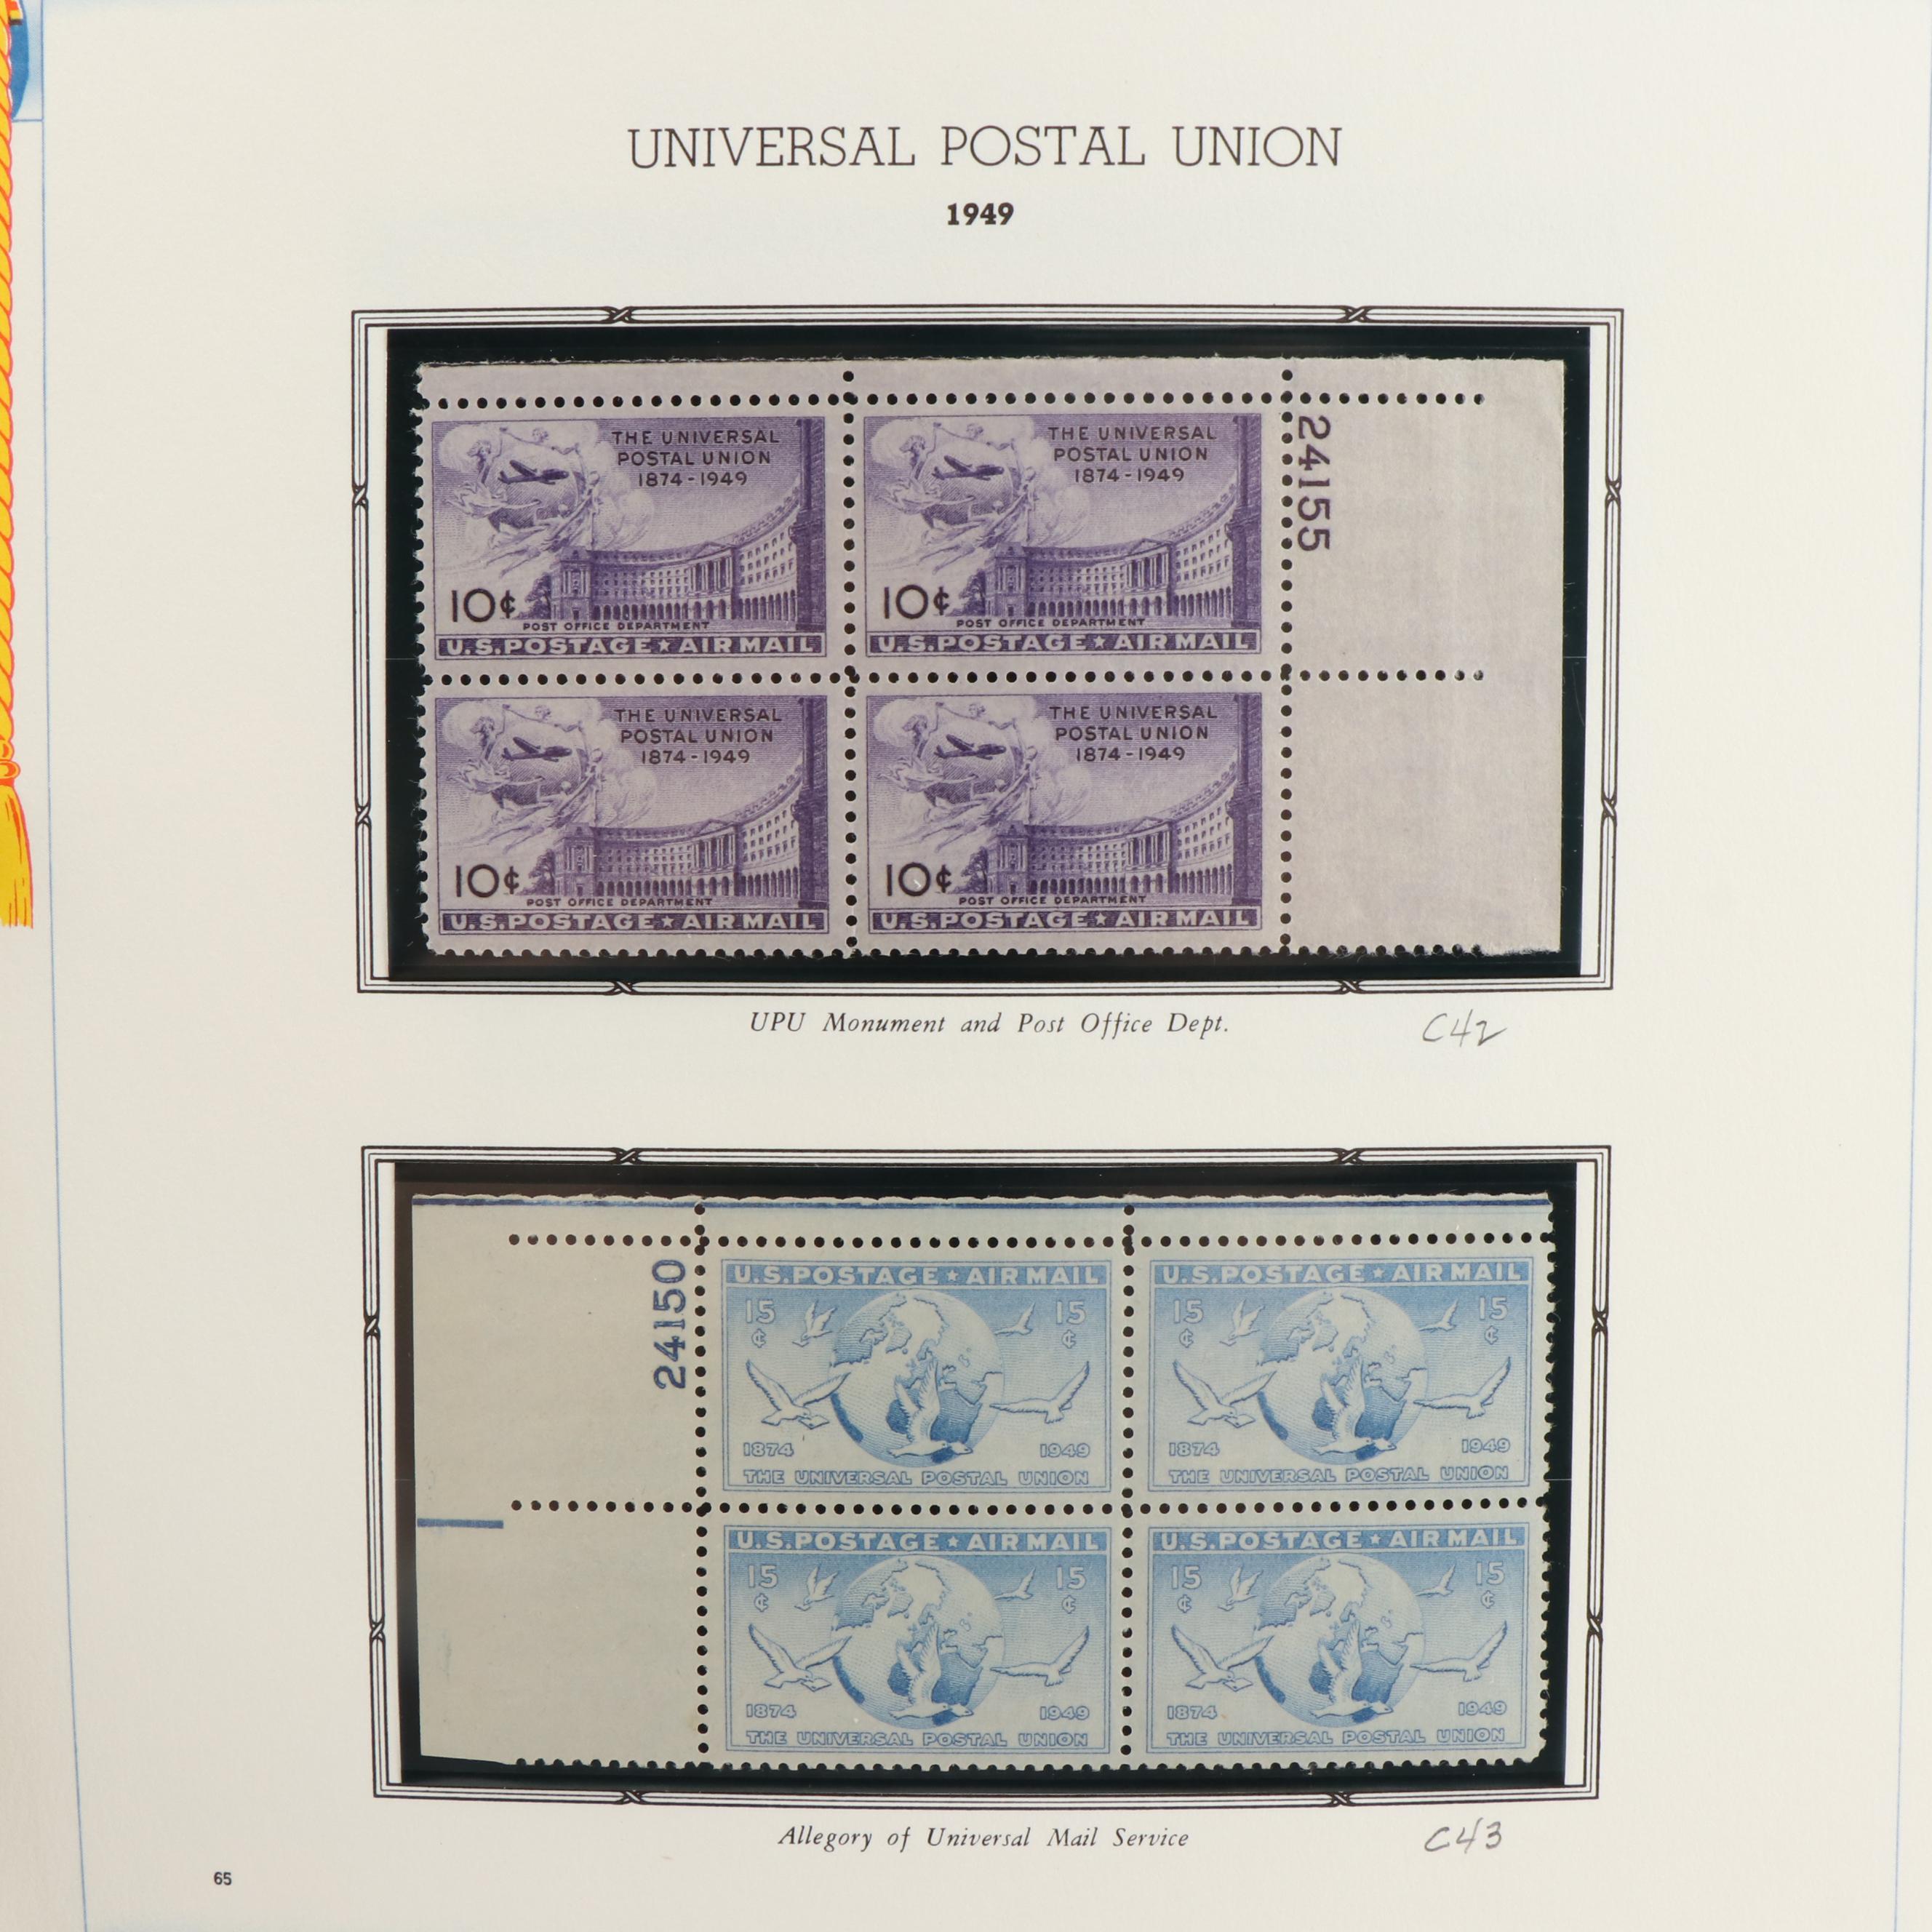 UNIVERSAL POSTAL UNION
1949
THE UNIVERSAL
POSTAL UNION
1874-1949
10¢
POST OFFICE DEPARTMENT
U.S.POSTAGE★AIR MAIL
THE UNIVERSAL
POSTAL UNION
1874-1949
10¢
POST OFFICE DEPARTMENT
U.S.POSTAGE★AIR MAIL
24155
THE UNIVERSAL
POSTAL UNION
1874-1949
10¢
POST OFFICE DEPARTMENT
U.S.POSTAGE★AIR MAIL
THE UNIVERSAL
POSTAL UNION
1874-1949
10¢
POST OFFICE DEPARTMENT
U.S.POSTAGE★AIR MAIL
UPU Monument and Post Office Dept.
C42
24150
U.S.POSTAGE★AIR MAIL
15¢ 15¢
1874 1949
THE UNIVERSAL POSTAL UNION
U.S.POSTAGE★AIR MAIL
15¢ 15¢
1874 1949
THE UNIVERSAL POSTAL UNION
U.S.POSTAGE★AIR MAIL
15¢ 15¢
1874 1949
THE UNIVERSAL POSTAL UNION
U.S.POSTAGE★AIR MAIL
15¢ 15¢
1874 1949
THE UNIVERSAL POSTAL UNION
Allegory of Universal Mail Service
C43
65